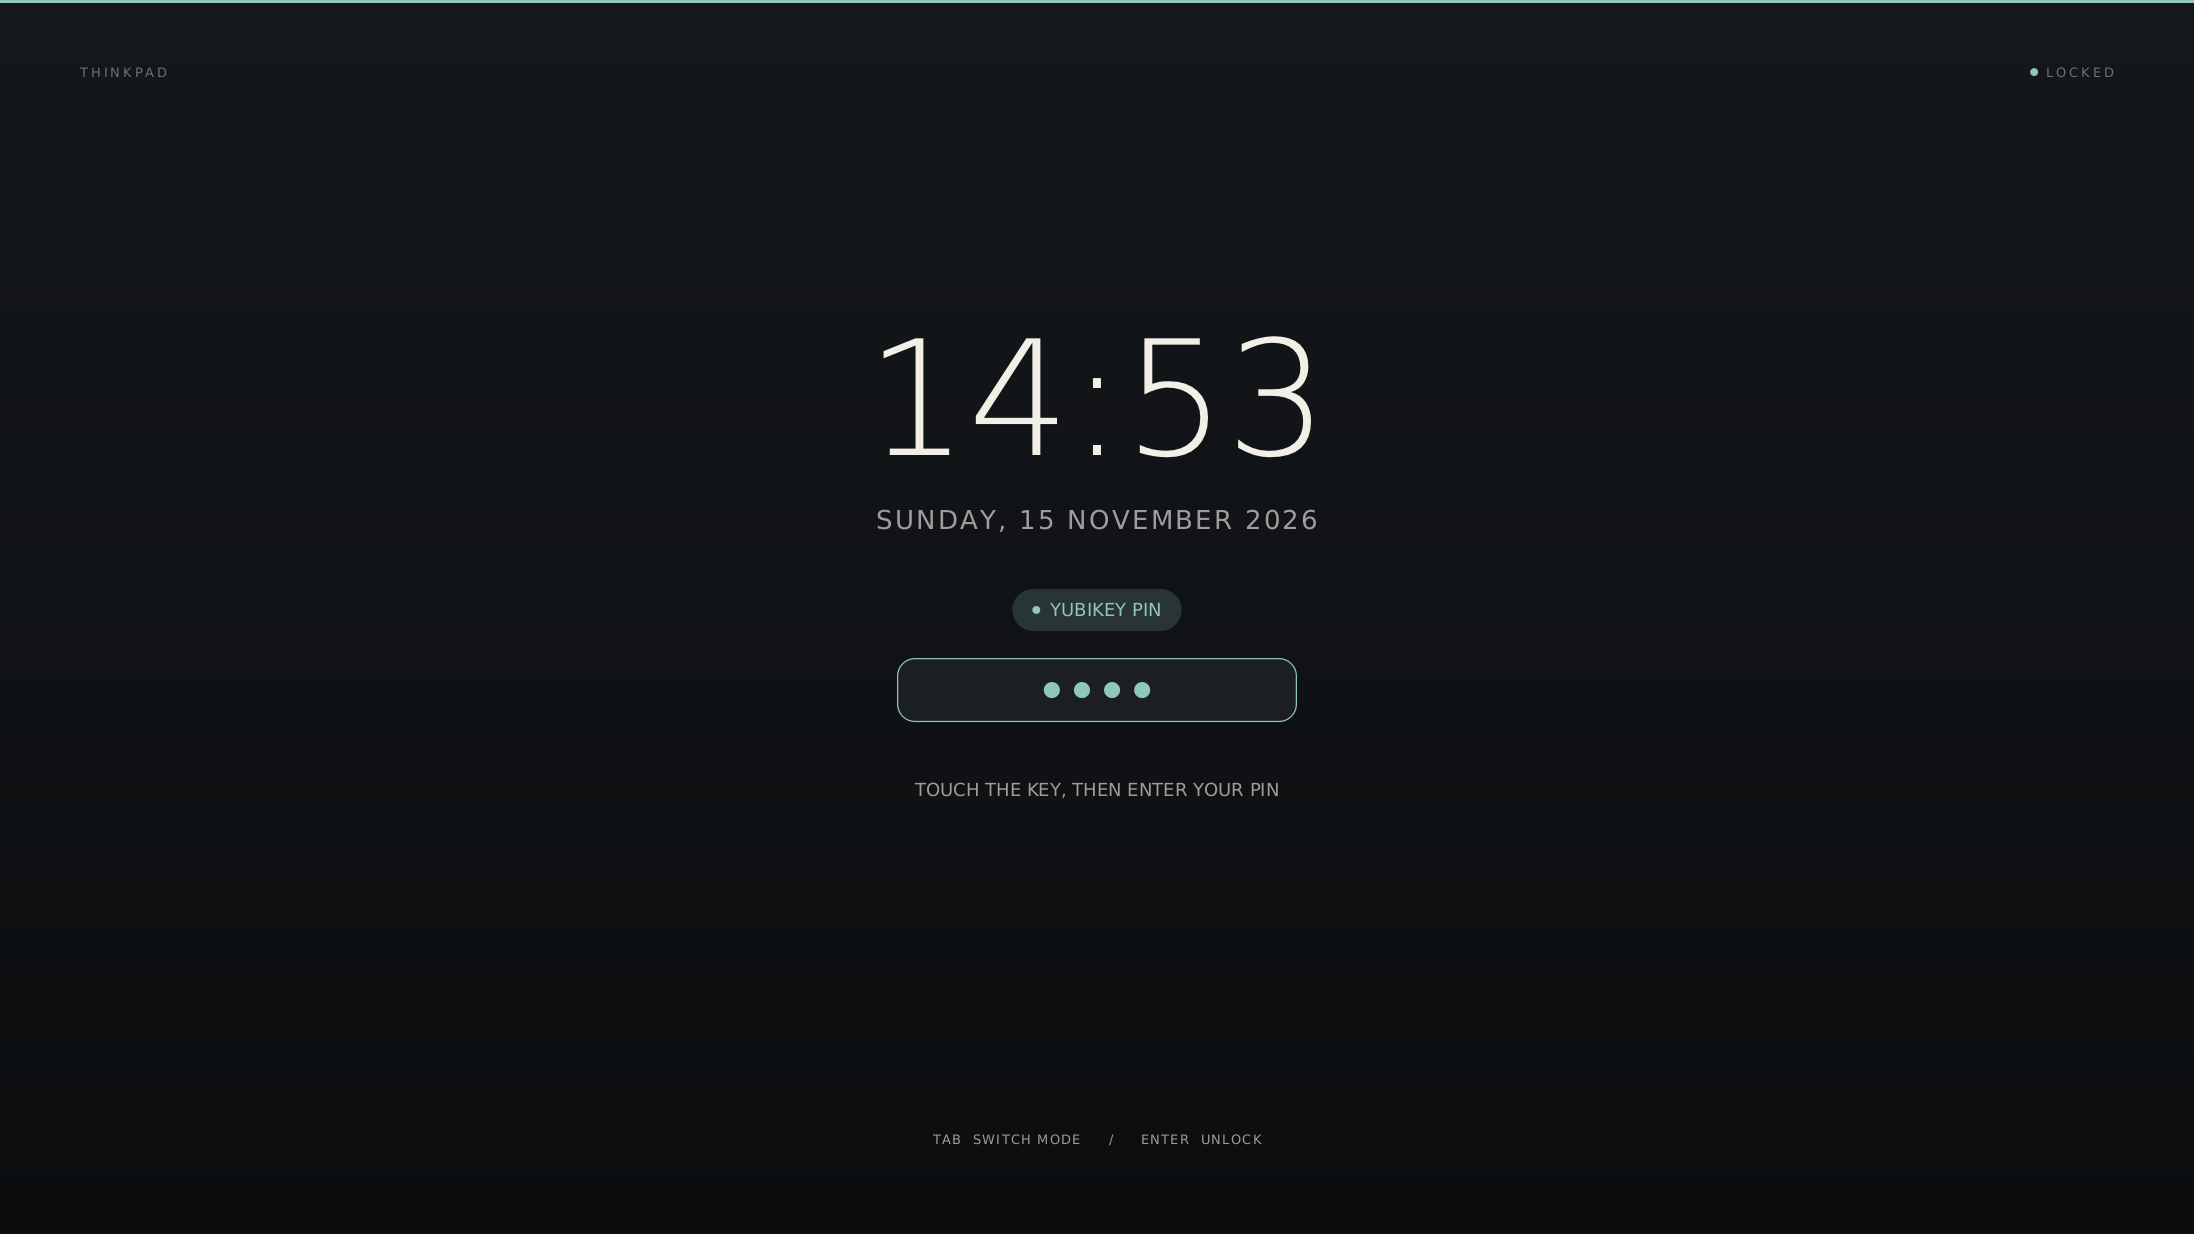 THINKPAD
LOCKED
14:53
SUNDAY, 15 NOVEMBER 2026
YUBIKEY PIN
TOUCH THE KEY, THEN ENTER YOUR PIN
TAB SWITCH MODE / ENTER UNLOCK